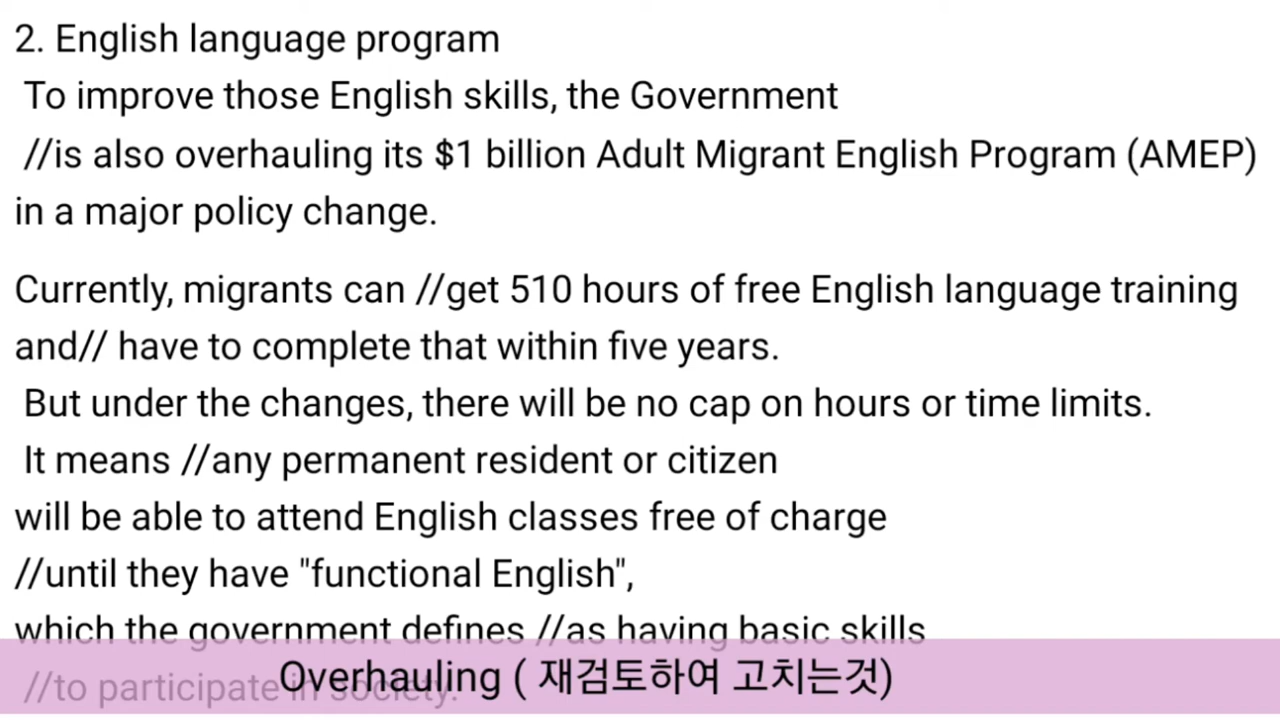 2. English language program
To improve those English skills, the Government
//is also overhauling its $1 billion Adult Migrant English Program (AMEP)
in a major policy change.
Currently, migrants can //get 510 hours of free English language training
and// have to complete that within five years.
But under the changes, there will be no cap on hours or time limits.
It means //any permanent resident or citizen
will be able to attend English classes free of charge
//until they have "functional English",
which the government defines //as having basic skills
//to participate in society.
Overhauling ( 재검토하여 고치는것)